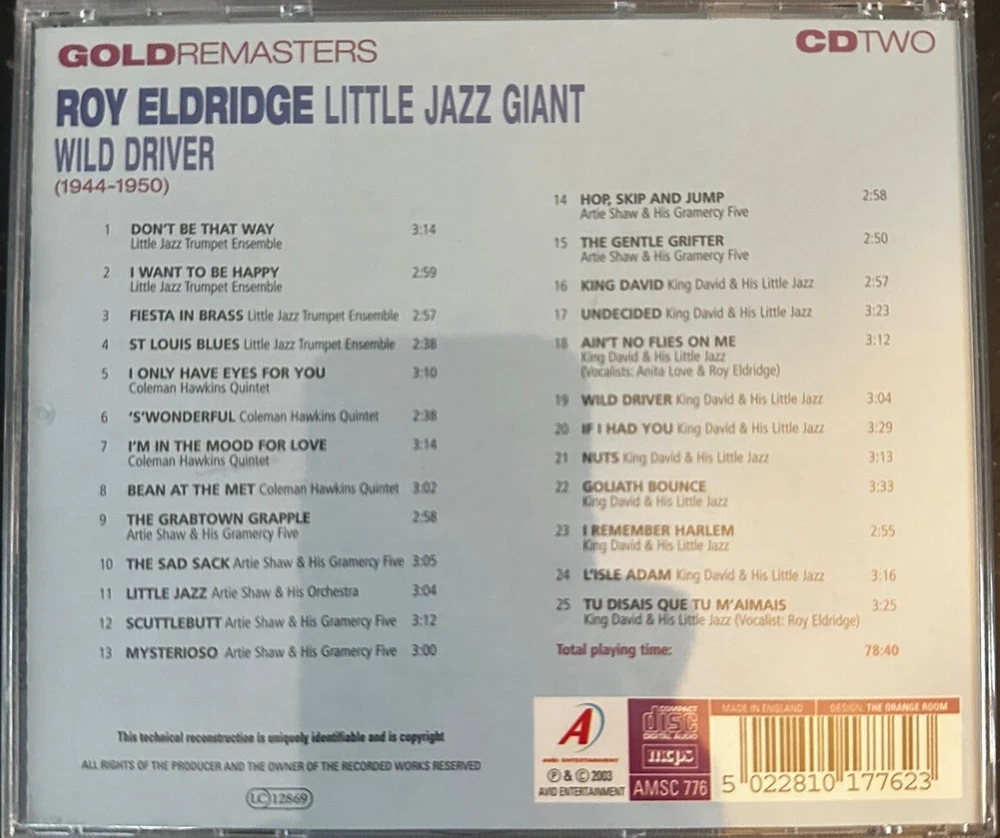 GOLDREMASTERS
CDTWO
ROY ELDRIDGE LITTLE JAZZ GIANT
WILD DRIVER
(1944-1950)
1 DON'T BE THAT WAY 3:14
Little Jazz Trumpet Ensemble
2 I WANT TO BE HAPPY 2:59
Little Jazz Trumpet Ensemble
3 FIESTA IN BRASS Little Jazz Trumpet Ensemble 2:57
4 ST LOUIS BLUES Little Jazz Trumpet Ensemble 2:38
5 I ONLY HAVE EYES FOR YOU 3:10
Coleman Hawkins Quintet
6 'S'WONDERFUL Coleman Hawkins Quintet 2:38
7 I'M IN THE MOOD FOR LOVE 3:14
Coleman Hawkins Quintet
8 BEAN AT THE MET Coleman Hawkins Quintet 3:02
9 THE GRABTOWN GRAPPLE 2:58
Artie Shaw & His Gramercy Five
10 THE SAD SACK Artie Shaw & His Gramercy Five 3:05
11 LITTLE JAZZ Artie Shaw & His Orchestra 3:04
12 SCUTTLEBUTT Artie Shaw & His Gramercy Five 3:12
13 MYSTERIOSO Artie Shaw & His Gramercy Five 3:00
14 HOP, SKIP AND JUMP 2:58
Artie Shaw & His Gramercy Five
15 THE GENTLE GRIFTER 2:50
Artie Shaw & His Gramercy Five
16 KING DAVID King David & His Little Jazz 2:57
17 UNDECIDED King David & His Little Jazz 3:23
18 AIN'T NO FLIES ON ME 3:12
King David & His Little Jazz
(Vocalists: Anita Love & Roy Eldridge)
19 WILD DRIVER King David & His Little Jazz 3:04
20 IF I HAD YOU King David & His Little Jazz 3:29
21 NUTS King David & His Little Jazz 3:13
22 GOLIATH BOUNCE 3:33
King David & His Little Jazz
23 I REMEMBER HARLEM 2:55
King David & His Little Jazz
24 L'ISLE ADAM King David & His Little Jazz 3:16
25 TU DISAIS QUE TU M'AIMAIS 3:25
King David & His Little Jazz (Vocalist: Roy Eldridge)
Total playing time: 78:40
This technical reconstruction is uniquely identifiable and is copyright
ALL RIGHTS OF THE PRODUCER AND THE OWNER OF THE RECORDED WORKS RESERVED
LC 12869
A
AVID ENTERTAINMENT
℗ & © 2003
AVID ENTERTAINMENT
COMPACT
disc
DIGITAL AUDIO
mcps
AMSC 776
MADE IN ENGLAND
DESIGN: THE ORANGE ROOM
5 022810 177623